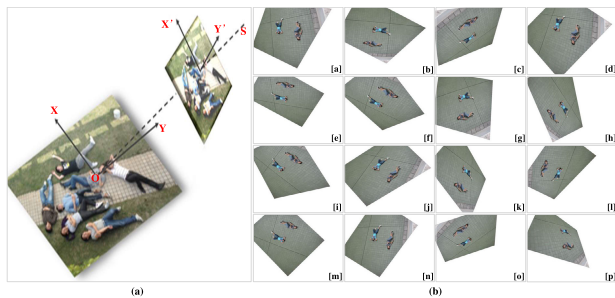 X'
Y'
S
X
Y
O
[a]
[b]
[c]
[d]
[e]
[f]
[g]
[h]
[i]
[j]
[k]
[l]
[m]
[n]
[o]
[p]
(a)
(b)